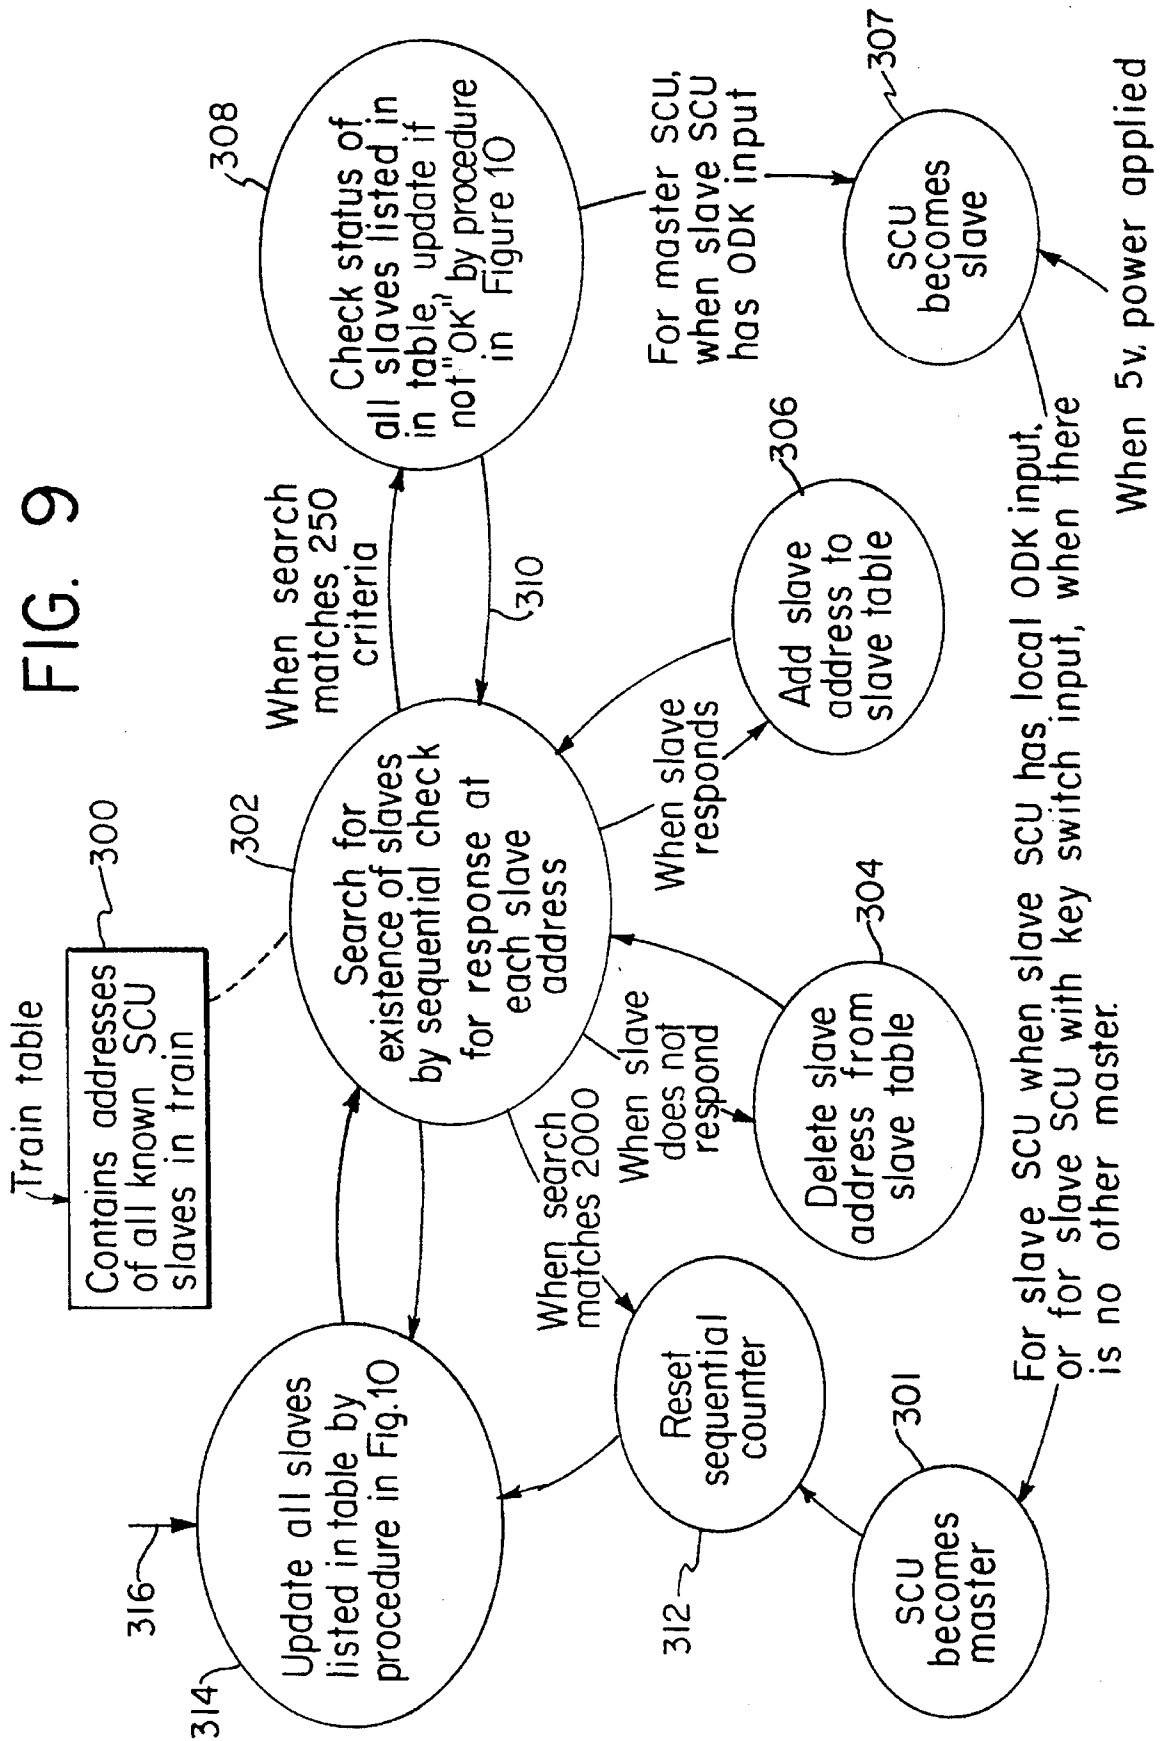 FIG. 9
Train table
Contains addresses
of all known SCU
slaves in train
300
302
Search for
existence of slaves
by sequential check
for response at
each slave
address
When search
matches 250
criteria
308
Check status of
all slaves listed in
in table, update if
not "OK" by procedure
in Figure 10
310
316
314
Update all slaves
listed in table by
procedure in Fig. 10
When search
matches 2000
When slave
does not
respond
When slave
responds
For master SCU,
when slave SCU
has ODK input
312
Reset
sequential
counter
304
Delete slave
address from
slave table
306
Add slave
address to
slave table
307
SCU
becomes
slave
301
SCU
becomes
master
For slave SCU when slave SCU has local ODK input.
or for slave SCU with key switch input, when there
is no other master.
When 5v. power applied